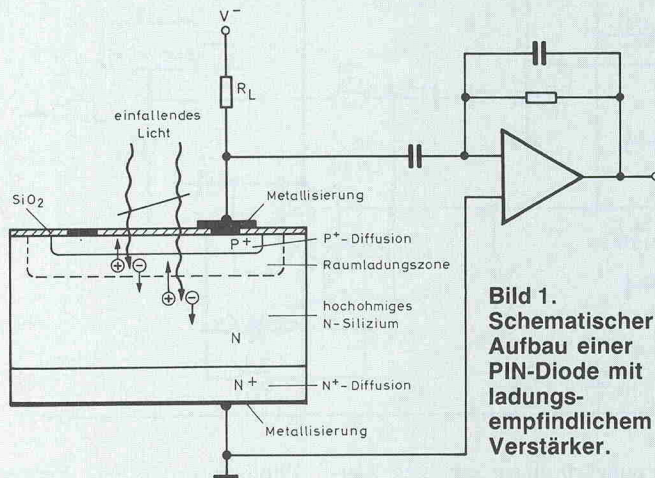 V⁻
R_L
einfallendes
Licht
SiO₂
Metallisierung
P⁺
P⁺-Diffusion
Raumladungszone
hochohmiges
N-Silizium
N
N⁺
N⁺-Diffusion
Metallisierung
Bild 1.
Schematischer
Aufbau einer
PIN-Diode mit
ladungs-
empfindlichem
Verstärker.